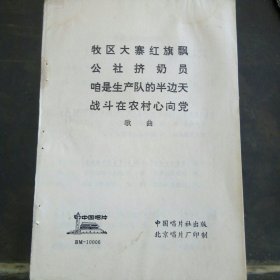 牧区大寨红旗飘
公社挤奶员
咱是生产队的半边天
战斗在农村心向党
歌曲
中国唱片
BM-10006
中国唱片社出版
北京唱片厂印制